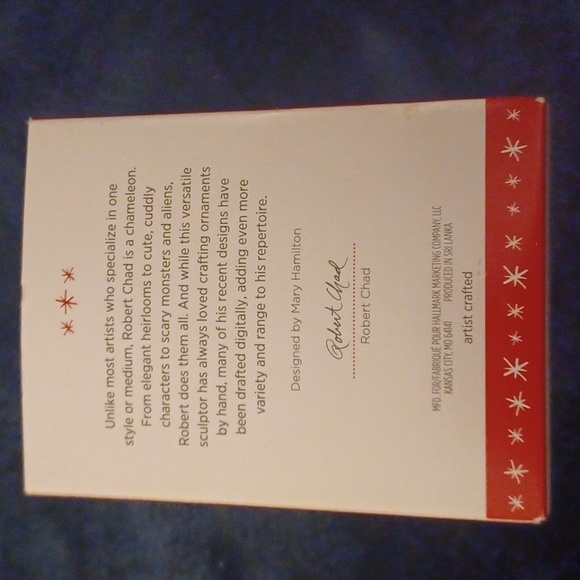 Unlike most artists who specialize in one
style or medium, Robert Chad is a chameleon.
From elegant heirlooms to cute, cuddly
characters to scary monsters and aliens,
Robert does them all. And while this versatile
sculptor has always loved crafting ornaments
by hand, many of his recent designs have
been drafted digitally, adding even more
variety and range to his repertoire.
Designed by Mary Hamilton
Robert Chad
Robert Chad
MFD. FOR/FABRIQUÉ POUR HALLMARK MARKETING COMPANY, LLC
KANSAS CITY, MO 64141 PRODUCED IN SRI LANKA
artist crafted